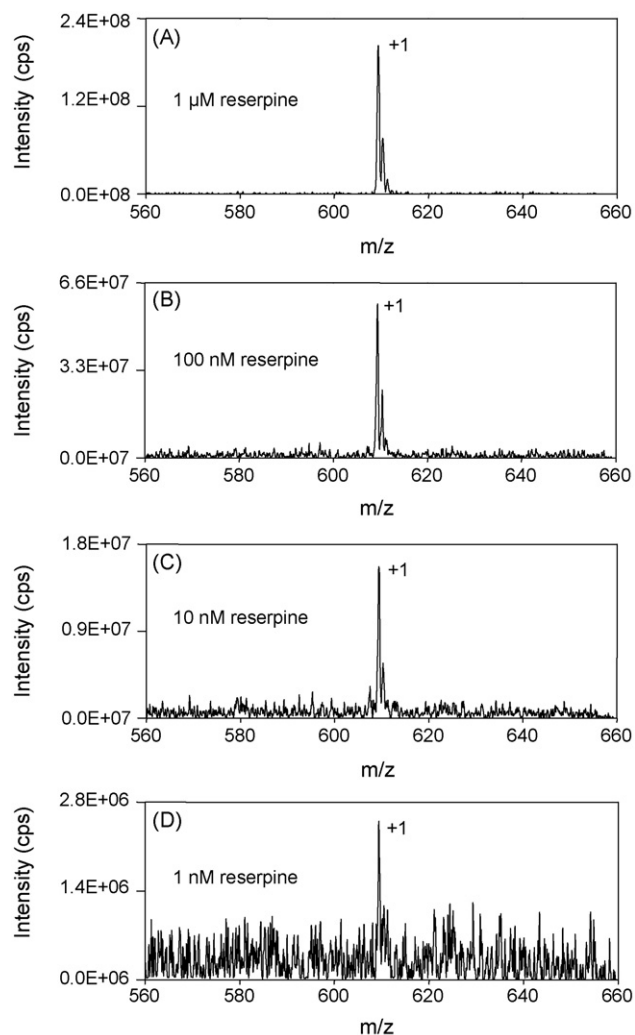 2.4E+08
(A)
+1
1 µM reserpine
1.2E+08
Intensity (cps)
0.0E+08
560 580 600 620 640 660
m/z
6.6E+07
(B)
+1
100 nM reserpine
3.3E+07
Intensity (cps)
0.0E+07
560 580 600 620 640 660
m/z
1.8E+07
(C)
+1
10 nM reserpine
0.9E+07
Intensity (cps)
0.0E+07
560 580 600 620 640 660
m/z
2.8E+06
(D)
+1
1 nM reserpine
1.4E+06
Intensity (cps)
0.0E+06
560 580 600 620 640 660
m/z